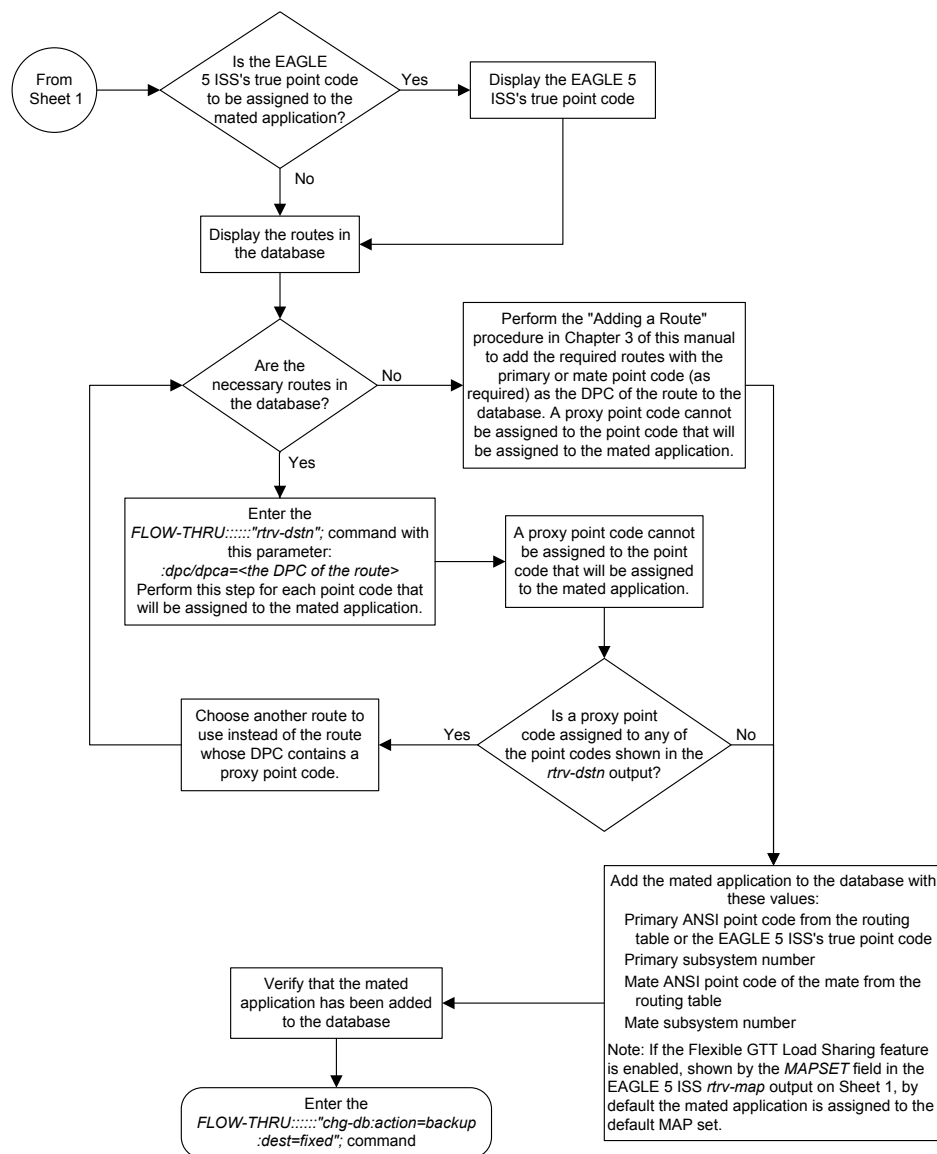 From
Sheet 1
Is the EAGLE
5 ISS's true point code
to be assigned to the
mated application?
Yes
Display the EAGLE 5
ISS's true point code
No
Display the routes in
the database
Are the
necessary routes in
the database?
No
Perform the "Adding a Route"
procedure in Chapter 3 of this manual
to add the required routes with the
primary or mate point code (as
required) as the DPC of the route to the
database. A proxy point code cannot
be assigned to the point code that will
be assigned to the mated application.
Yes
Enter the
FLOW-THRU::::::"rtrv-dstn"; command with
this parameter:
:dpc/dpca=<the DPC of the route>
Perform this step for each point code that
will be assigned to the mated application.
A proxy point code cannot
be assigned to the point
code that will be assigned
to the mated application.
Is a proxy point
code assigned to any of
the point codes shown in the
rtrv-dstn output?
Yes
No
Choose another route to
use instead of the route
whose DPC contains a
proxy point code.
Add the mated application to the database with
these values:
Primary ANSI point code from the routing
table or the EAGLE 5 ISS's true point code
Primary subsystem number
Mate ANSI point code of the mate from the
routing table
Mate subsystem number
Note: If the Flexible GTT Load Sharing feature
is enabled, shown by the MAPSET field in the
EAGLE 5 ISS rtrv-map output on Sheet 1, by
default the mated application is assigned to the
default MAP set.
Verify that the mated
application has been added
to the database
Enter the
FLOW-THRU::::::"chg-db:action=backup
:dest=fixed"; command